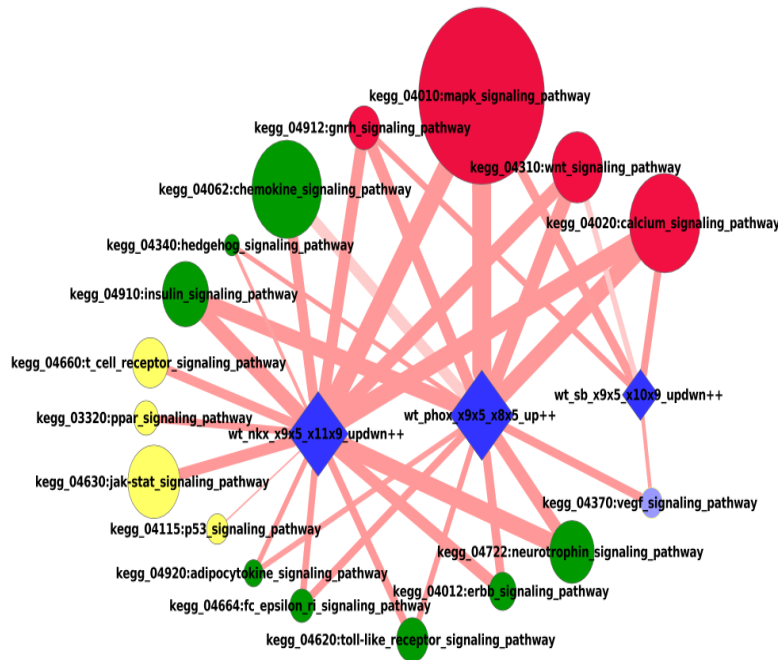 kegg_04010:mapk_signaling_pathway
kegg_04912:gnrh_signaling_pathway
kegg_04310:wnt_signaling_pathway
kegg_04062:chemokine_signaling_pathway
kegg_04020:calcium_signaling_pathway
kegg_04340:hedgehog_signaling_pathway
kegg_04910:insulin_signaling_pathway
kegg_04660:t_cell_receptor_signaling_pathway
wt_sb_x9x5_x10x9_updwn++
kegg_03320:ppar_signaling_pathway
wt_phox_x9x5_x8x5_up++
wt_nkx_x9x5_x11x9_updwn++
kegg_04630:jak-stat_signaling_pathway
kegg_04370:vegf_signaling_pathway
kegg_04115:p53_signaling_pathway
kegg_04722:neurotrophin_signaling_pathway
kegg_04920:adipocytokine_signaling_pathway
kegg_04012:erbb_signaling_pathway
kegg_04664:fc_epsilon_ri_signaling_pathway
kegg_04620:toll-like_receptor_signaling_pathway